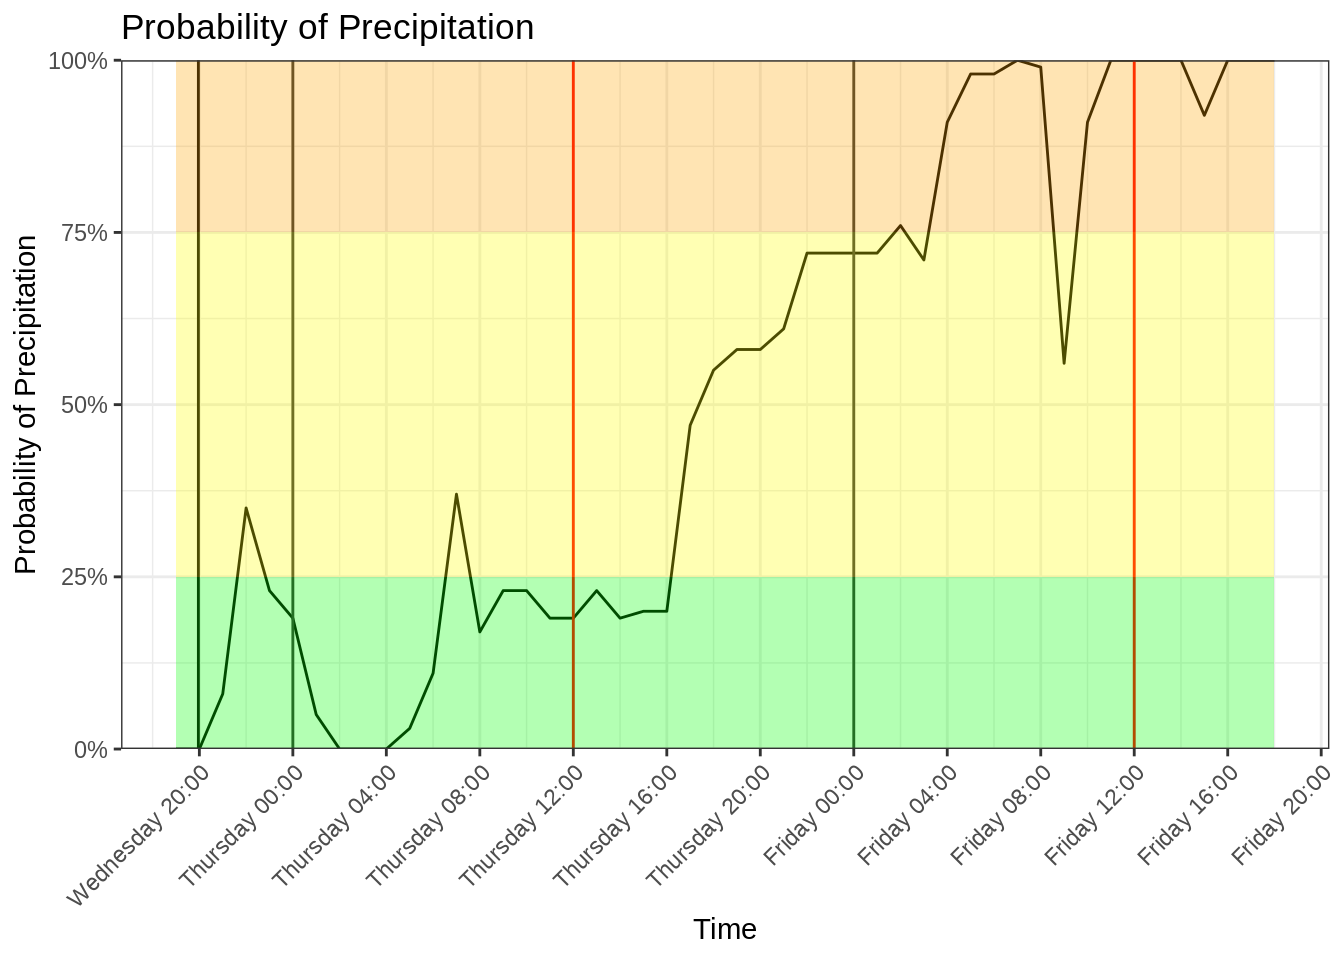 Probability of Precipitation
Probability of Precipitation
100%
75%
50%
25%
0%
Wednesday 20:00
Thursday 00:00
Thursday 04:00
Thursday 08:00
Thursday 12:00
Thursday 16:00
Thursday 20:00
Friday 00:00
Friday 04:00
Friday 08:00
Friday 12:00
Friday 16:00
Friday 20:00
Time